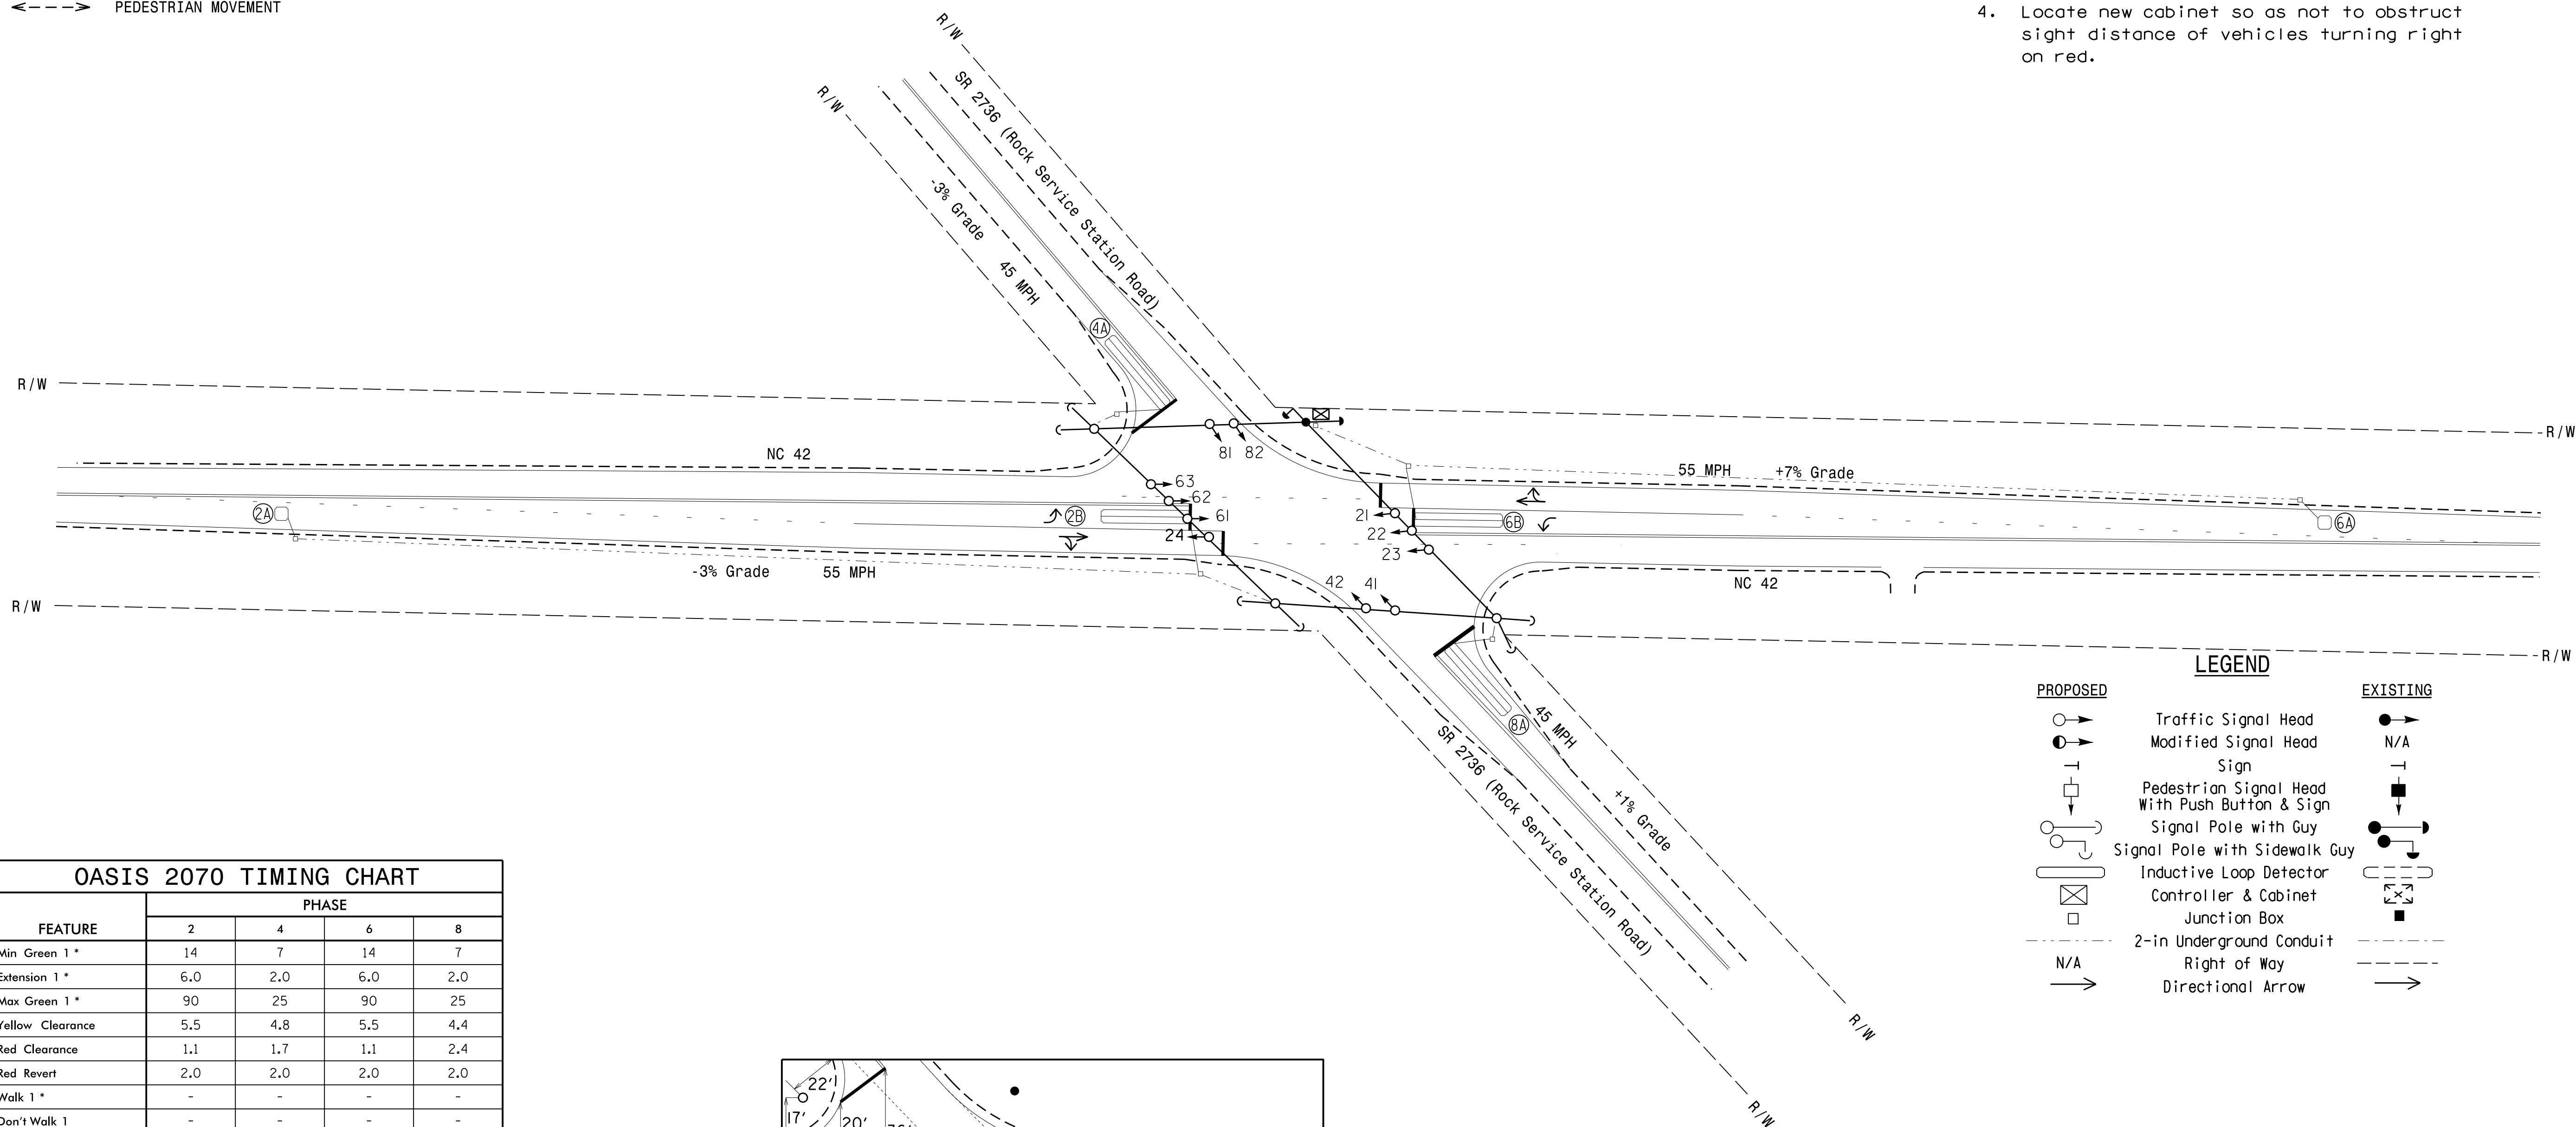 <---> PEDESTRIAN MOVEMENT
4. Locate new cabinet so as not to obstruct
sight distance of vehicles turning right
on red.
R/W
R/W
SR 2736 (Rock Service Station Road)
-3% Grade
45 MPH
4A
R/W
R/W
NC 42
81 82
63
62
61
24
2A
2B
21
22
23
6B
6A
55 MPH +7% Grade
-3% Grade 55 MPH
42 41
NC 42
R/W
R/W
8A
45 MPH
+1% Grade
SR 2736 (Rock Service Station Road)
R/W
R/W
LEGEND
PROPOSED EXISTING
Traffic Signal Head
Modified Signal Head N/A
Sign
Pedestrian Signal Head
With Push Button & Sign
Signal Pole with Guy
Signal Pole with Sidewalk Guy
Inductive Loop Detector
Controller & Cabinet
Junction Box
2-in Underground Conduit
N/A Right of Way
Directional Arrow
OASIS 2070 TIMING CHART
PHASE
FEATURE 2 4 6 8
Min Green 1 * 14 7 14 7
Extension 1 * 6.0 2.0 6.0 2.0
Max Green 1 * 90 25 90 25
Yellow Clearance 5.5 4.8 5.5 4.4
Red Clearance 1.1 1.7 1.1 2.4
Red Revert 2.0 2.0 2.0 2.0
Walk 1 * - - - -
Don't Walk 1 - - - -
22'
17'
20'